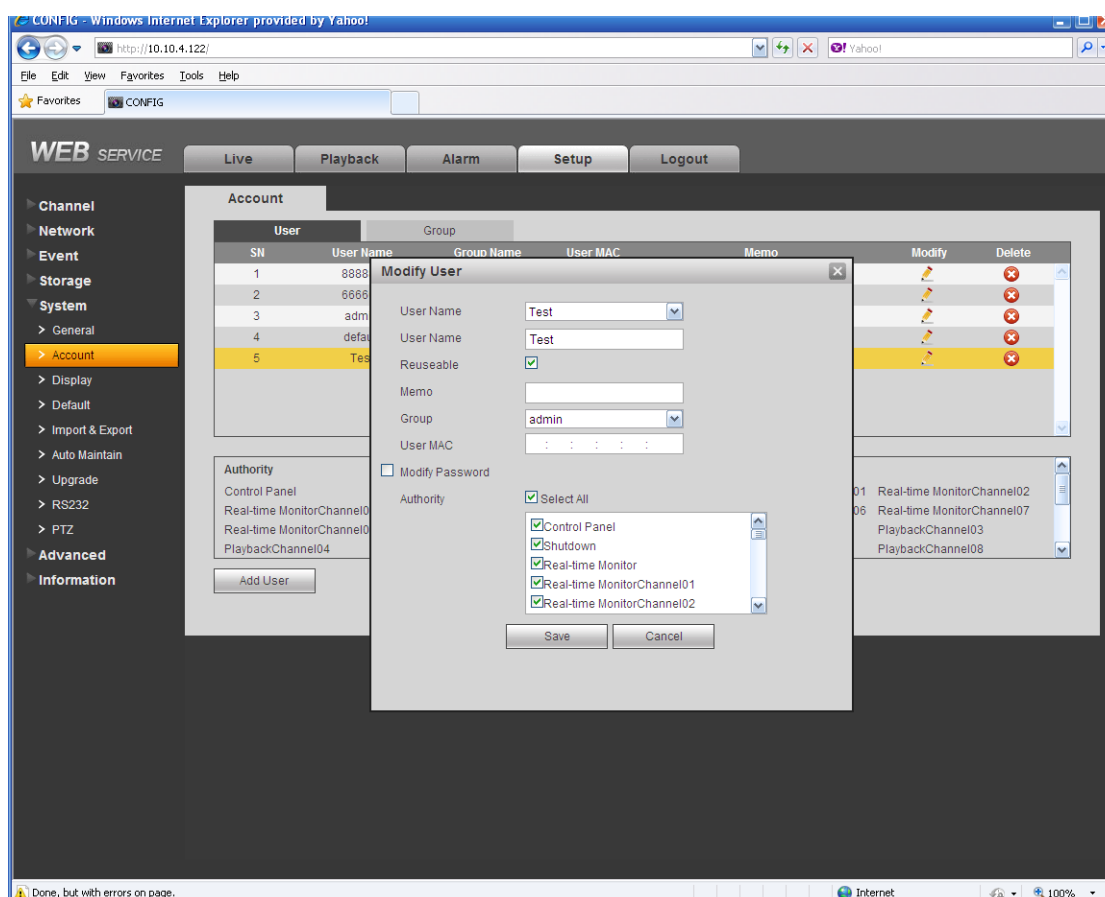 CONFIG - Windows Internet Explorer provided by Yahoo!
http://10.10.4.122/
Yahoo!
File Edit View Favorites Tools Help
Favorites CONFIG
WEB SERVICE
Live Playback Alarm Setup Logout
Channel
Network
Event
Storage
System
> General
> Account
> Display
> Default
> Import & Export
> Auto Maintain
> Upgrade
> RS232
> PTZ
Advanced
Information
Account
User Group
SN User Name Group Name User MAC Memo Modify Delete
1 8888
2 6666
3 adm
4 defau
5 Tes
Authority
Control Panel 01 Real-time MonitorChannel02
Real-time MonitorChannel0 06 Real-time MonitorChannel07
Real-time MonitorChannel0 PlaybackChannel03
PlaybackChannel04 PlaybackChannel08
Add User
Modify User
User Name Test
User Name Test
Reuseable
Memo
Group admin
User MAC : : : : :
Modify Password
Authority Select All
Control Panel
Shutdown
Real-time Monitor
Real-time MonitorChannel01
Real-time MonitorChannel02
Save Cancel
Done, but with errors on page. Internet 100%